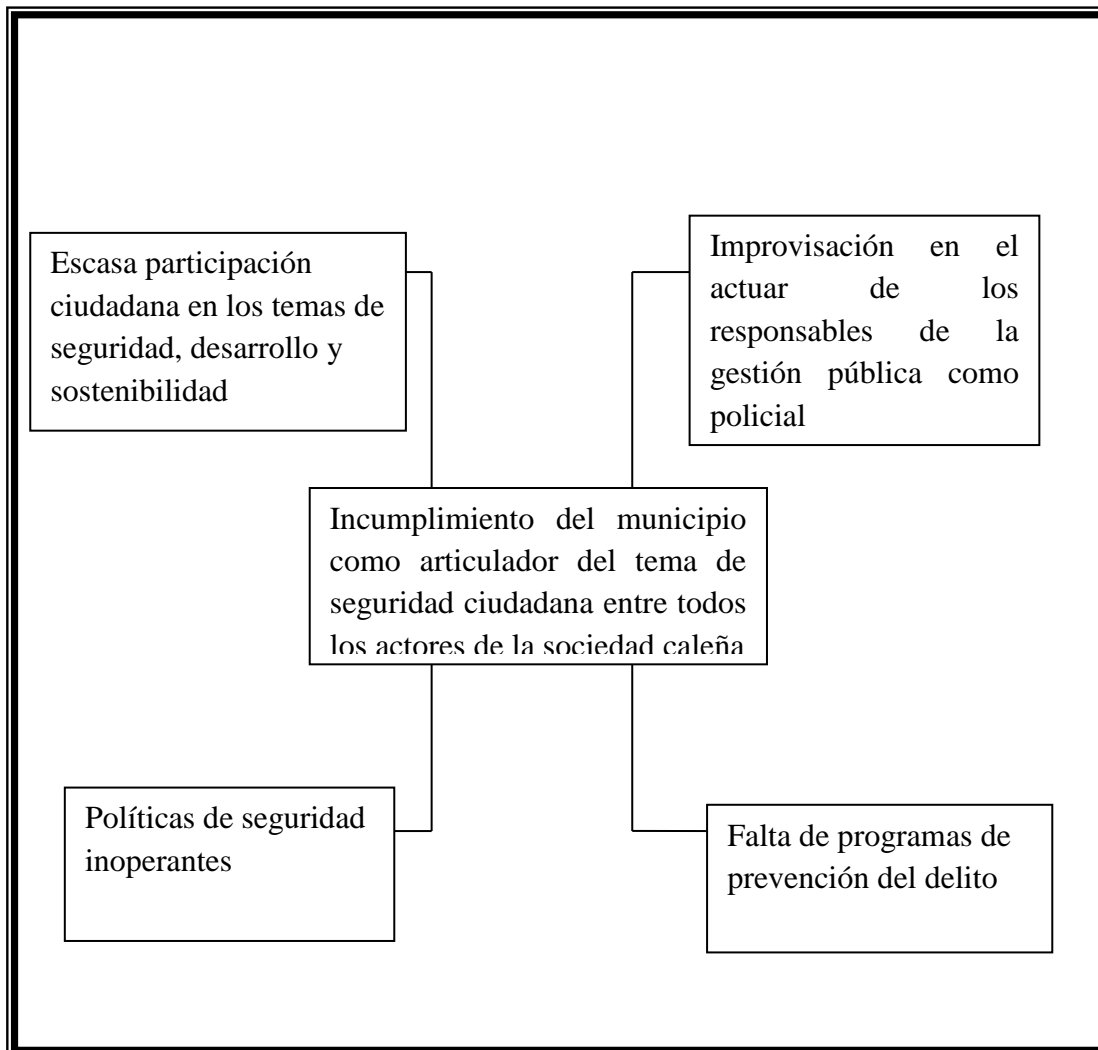 Escasa participación
ciudadana en los temas de
seguridad, desarrollo y
sostenibilidad
Improvisación en el
actuar de los
responsables de la
gestión pública como
policial
Incumplimiento del municipio
como articulador del tema de
seguridad ciudadana entre todos
los actores de la sociedad caleña
Políticas de seguridad
inoperantes
Falta de programas de
prevención del delito